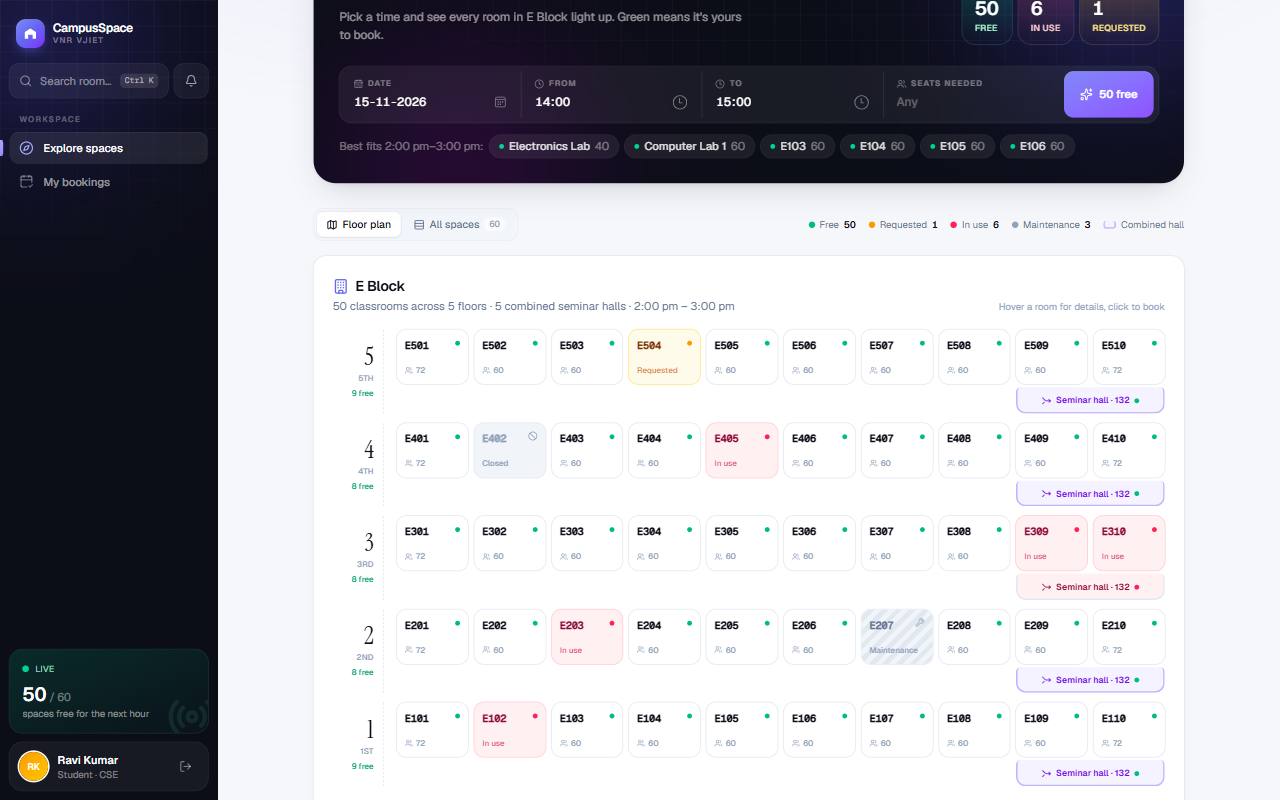 CampusSpace
VNR VJIET
Search room... Ctrl K
WORKSPACE
Explore spaces
My bookings
LIVE
50 / 60
spaces free for the next hour
RK
Ravi Kumar
Student · CSE
Pick a time and see every room in E Block light up. Green means it's yours
to book.
50 6 1
FREE IN USE REQUESTED
DATE FROM TO SEATS NEEDED
15-11-2026 14:00 15:00 Any
50 free
Best fits 2:00 pm–3:00 pm: Electronics Lab 40 Computer Lab 1 60 E103 60 E104 60 E105 60 E106 60
Floor plan All spaces 60
Free 50 Requested 1 In use 6 Maintenance 3 Combined hall
E Block
50 classrooms across 5 floors · 5 combined seminar halls · 2:00 pm – 3:00 pm
Hover a room for details, click to book
5
5TH
9 free
E501 E502 E503 E504 E505 E506 E507 E508 E509 E510
72 60 60 Requested 60 60 60 60 60 72
Seminar hall · 132
4
4TH
8 free
E401 E402 E403 E404 E405 E406 E407 E408 E409 E410
72 Closed 60 60 In use 60 60 60 60 72
Seminar hall · 132
3
3RD
8 free
E301 E302 E303 E304 E305 E306 E307 E308 E309 E310
72 60 60 60 60 60 60 60 In use In use
Seminar hall · 132
2
2ND
8 free
E201 E202 E203 E204 E205 E206 E207 E208 E209 E210
72 60 In use 60 60 60 Maintenance 60 60 72
Seminar hall · 132
1
1ST
9 free
E101 E102 E103 E104 E105 E106 E107 E108 E109 E110
72 In use 60 60 60 60 60 60 60 72
Seminar hall · 132